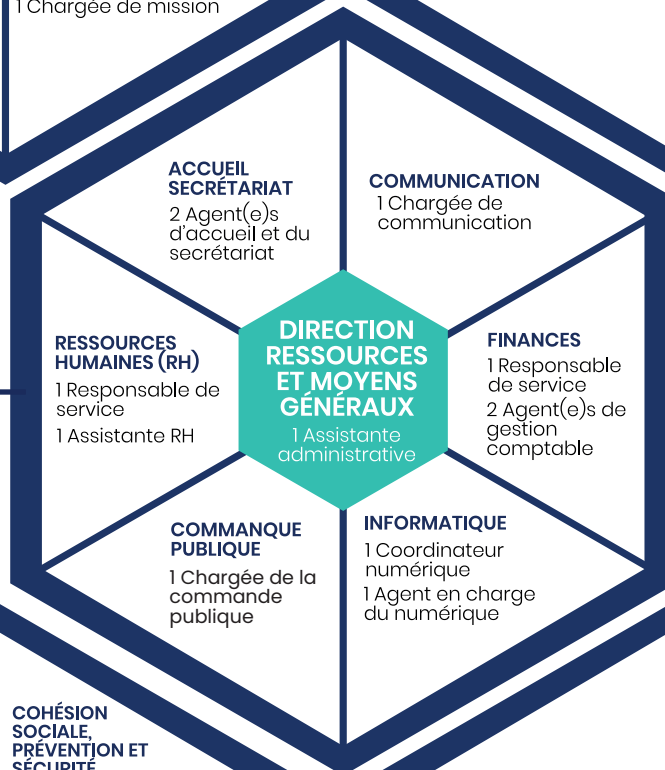 1 Chargée de mission
ACCUEIL
SECRÉTARIAT
2 Agent(e)s
d'accueil et du
secrétariat
COMMUNICATION
1 Chargée de
communication
RESSOURCES
HUMAINES (RH)
1 Responsable de
service
1 Assistante RH
DIRECTION
RESSOURCES
ET MOYENS
GÉNÉRAUX
1 Assistante
administrative
FINANCES
1 Responsable
de service
2 Agent(e)s de
gestion
comptable
COMMANQUE
PUBLIQUE
1 Chargée de la
commande
publique
INFORMATIQUE
1 Coordinateur
numérique
1 Agent en charge
du numérique
COHÉSION
SOCIALE,
PRÉVENTION ET
SÉCURITÉ